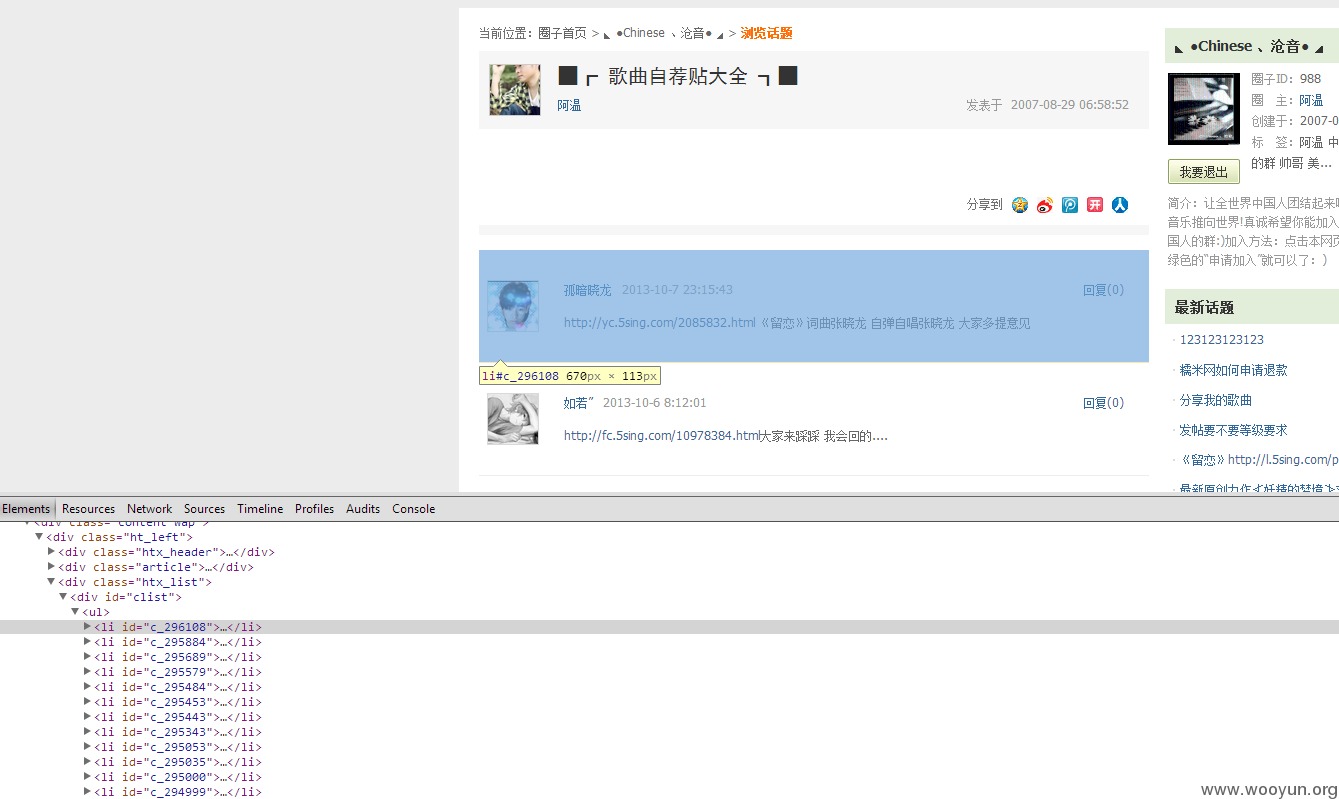 当前位置：圈子首页 > ◣ ●Chinese 、沧音● ◢ > 浏览话题
■┏ 歌曲自荐贴大全 ┓■
阿温
发表于 2007-08-29 06:58:52
分享到
孤暗晓龙 2013-10-7 23:15:43 回复(0)
http://yc.5sing.com/2085832.html 《留恋》词曲张晓龙 自弹自唱张晓龙 大家多提意见
li#c_296108 670px × 113px
如若” 2013-10-6 8:12:01 回复(0)
http://fc.5sing.com/10978384.html大家来踩踩 我会回的....
◣ ●Chinese 、沧音● ◢
圈子ID：988
圈 主：阿温
创建于：2007-0
标 签：阿温 中
的群 帅哥 美...
我要退出
简介：让全世界中国人团结起来
音乐推向世界!真诚希望你能加入
国人的群:)加入方法：点击本网页
绿色的“申请加入”就可以了：)
最新话题
· 123123123123
· 糯米网如何申请退款
· 分享我的歌曲
· 发帖要不要等级要求
· 《留恋》http://l.5sing.com/p
· 最新原创力作《妖精的梦境》
Elements Resources Network Sources Timeline Profiles Audits Console
<div class="content wap">
<div class="ht_left">
<div class="htx_header">…</div>
<div class="article">…</div>
<div class="htx_list">
<div id="clist">
<ul>
<li id="c_296108">…</li>
<li id="c_295884">…</li>
<li id="c_295689">…</li>
<li id="c_295579">…</li>
<li id="c_295484">…</li>
<li id="c_295453">…</li>
<li id="c_295443">…</li>
<li id="c_295343">…</li>
<li id="c_295053">…</li>
<li id="c_295035">…</li>
<li id="c_295000">…</li>
<li id="c_294999">…</li>
www.wooyun.org